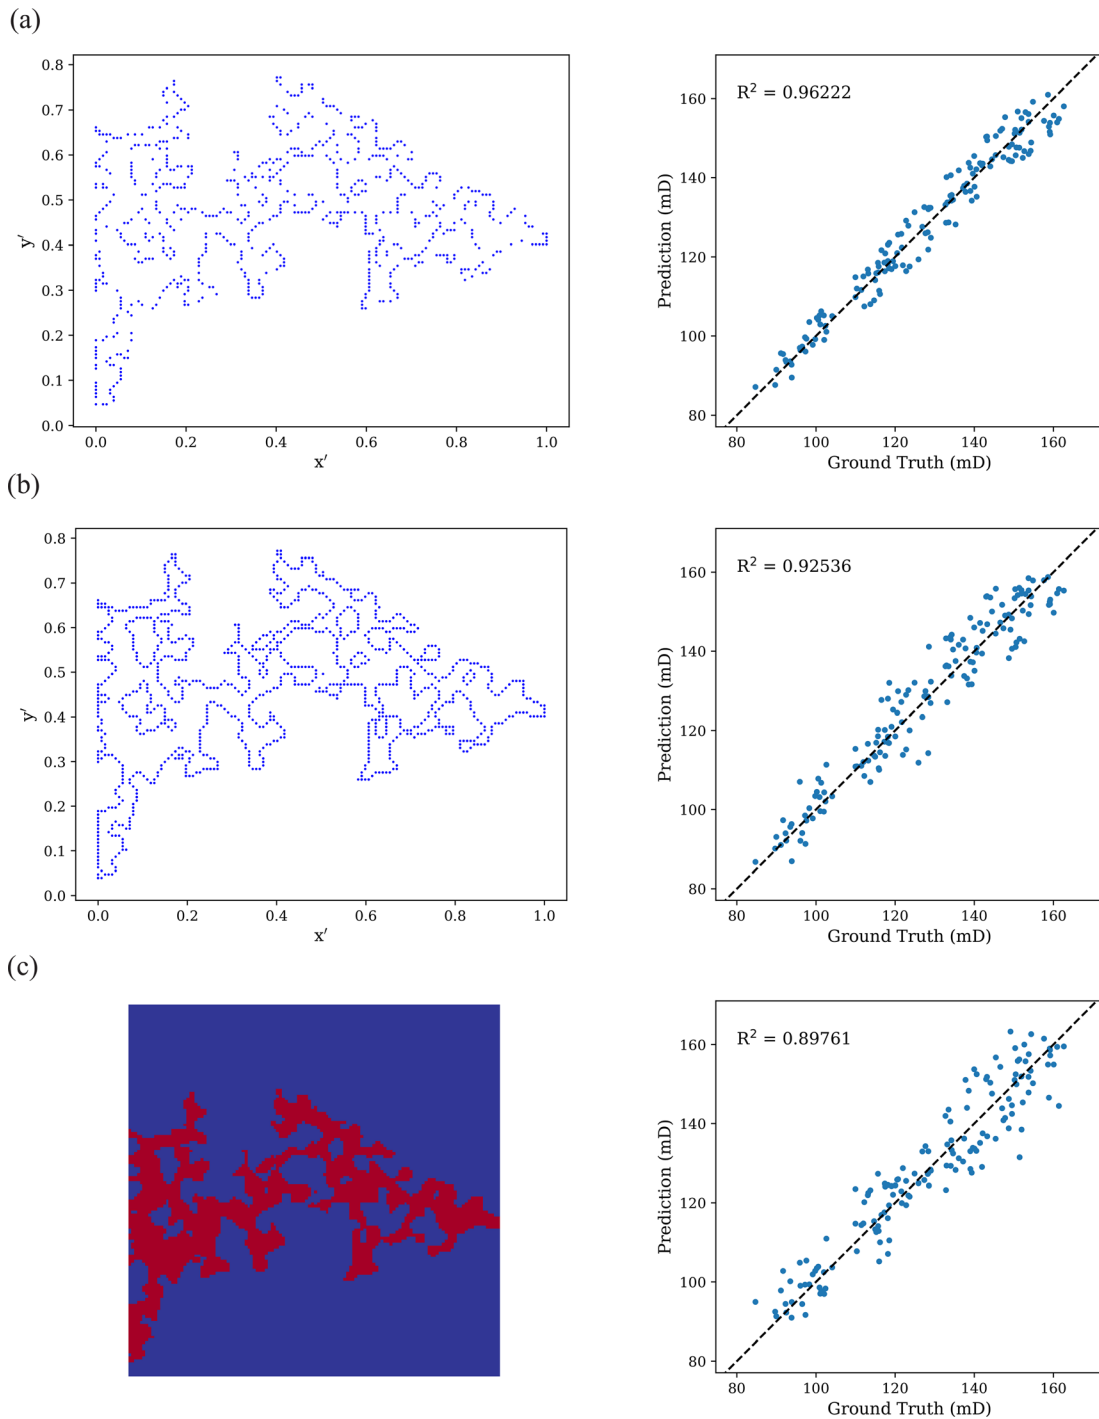 (a)
0.8
0.7
0.6
0.5
0.4
0.3
0.2
0.1
0.0
y′
0.0 0.2 0.4 0.6 0.8 1.0
x′
R² = 0.96222
160
140
120
100
80
Prediction (mD)
80 100 120 140 160
Ground Truth (mD)
(b)
0.8
0.7
0.6
0.5
0.4
0.3
0.2
0.1
0.0
y′
0.0 0.2 0.4 0.6 0.8 1.0
x′
R² = 0.92536
160
140
120
100
80
Prediction (mD)
80 100 120 140 160
Ground Truth (mD)
(c)
R² = 0.89761
160
140
120
100
80
Prediction (mD)
80 100 120 140 160
Ground Truth (mD)